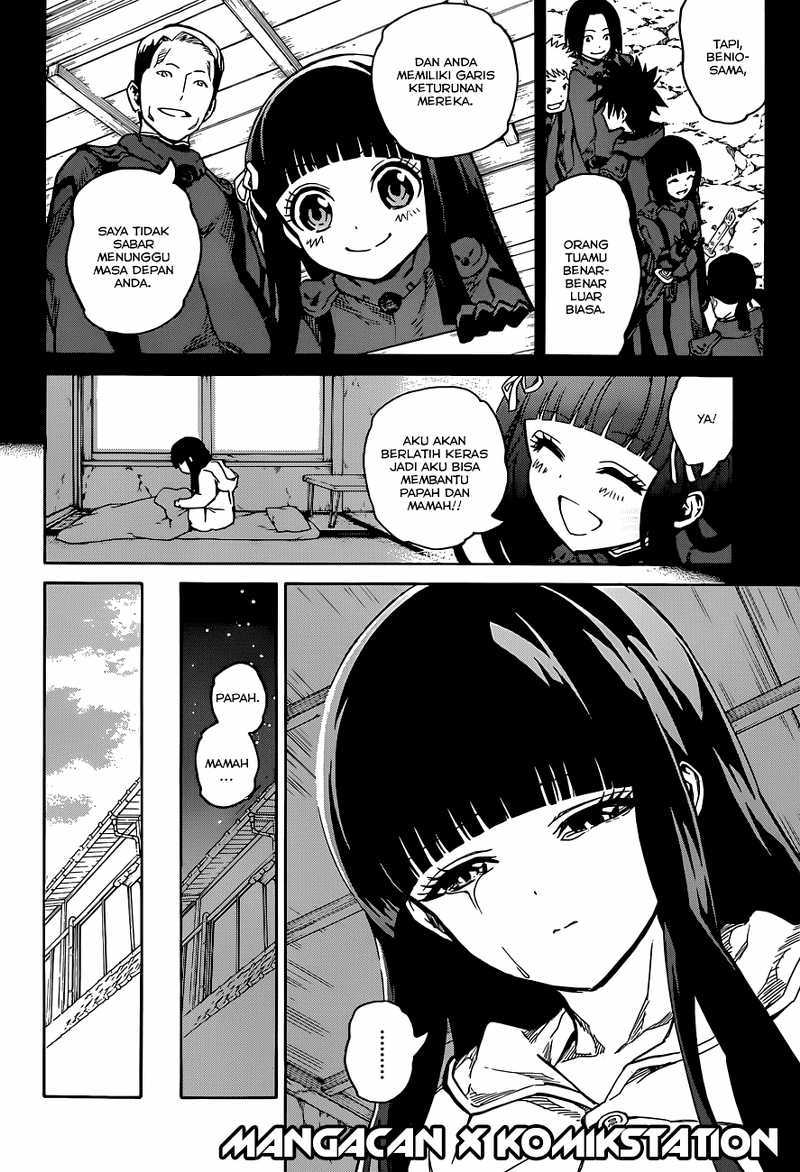 TAPI,
BENIO-
SAMA,
ORANG
TUAMU
BENAR-
BENAR
LUAR
BIASA.
DAN ANDA
MEMILIKI GARIS
KETURUNAN
MEREKA.
SAYA TIDAK
SABAR
MENUNGGU
MASA DEPAN
ANDA.
YA!
AKU AKAN
BERLATIH KERAS
JADI AKU BISA
MEMBANTU
PAPAH DAN
MAMAH!!
.........
PAPAH.
MAMAH
...
MANGACAN X KOMIKSTATION